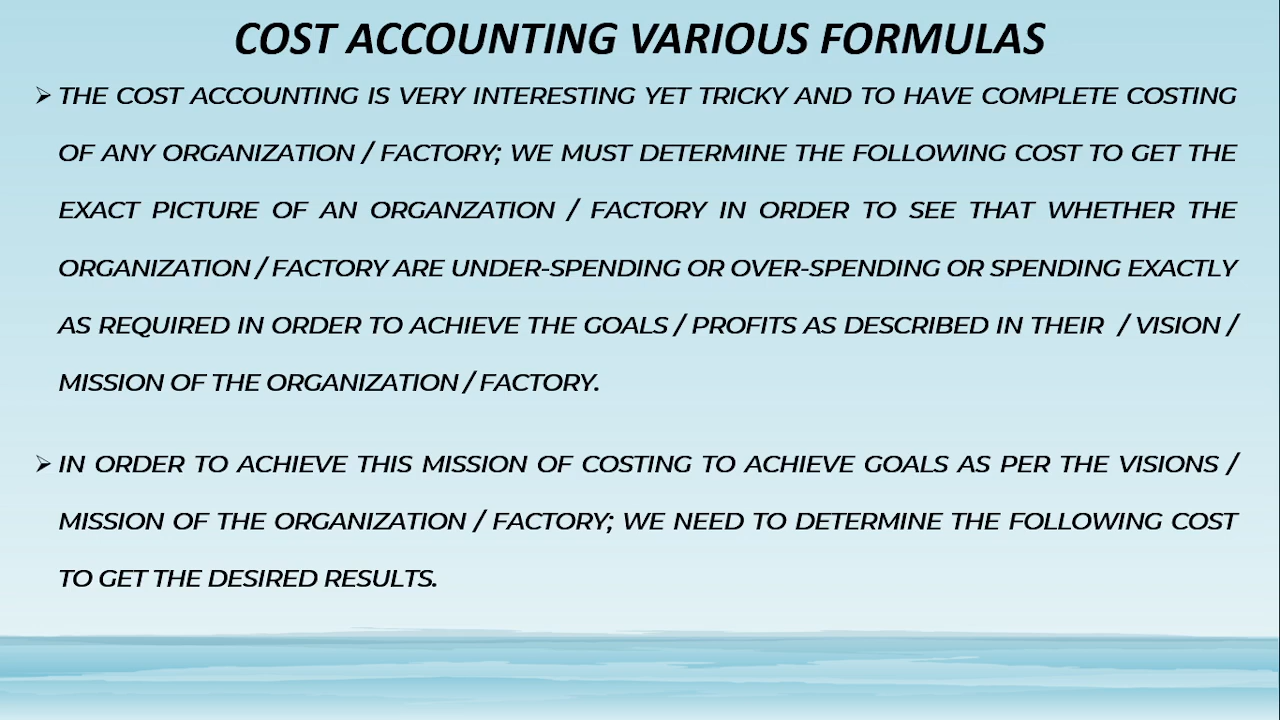 COST ACCOUNTING VARIOUS FORMULAS
➢ THE COST ACCOUNTING IS VERY INTERESTING YET TRICKY AND TO HAVE COMPLETE COSTING
OF ANY ORGANIZATION / FACTORY; WE MUST DETERMINE THE FOLLOWING COST TO GET THE
EXACT PICTURE OF AN ORGANZATION / FACTORY IN ORDER TO SEE THAT WHETHER THE
ORGANIZATION / FACTORY ARE UNDER-SPENDING OR OVER-SPENDING OR SPENDING EXACTLY
AS REQUIRED IN ORDER TO ACHIEVE THE GOALS / PROFITS AS DESCRIBED IN THEIR / VISION /
MISSION OF THE ORGANIZATION / FACTORY.
➢ IN ORDER TO ACHIEVE THIS MISSION OF COSTING TO ACHIEVE GOALS AS PER THE VISIONS /
MISSION OF THE ORGANIZATION / FACTORY; WE NEED TO DETERMINE THE FOLLOWING COST
TO GET THE DESIRED RESULTS.